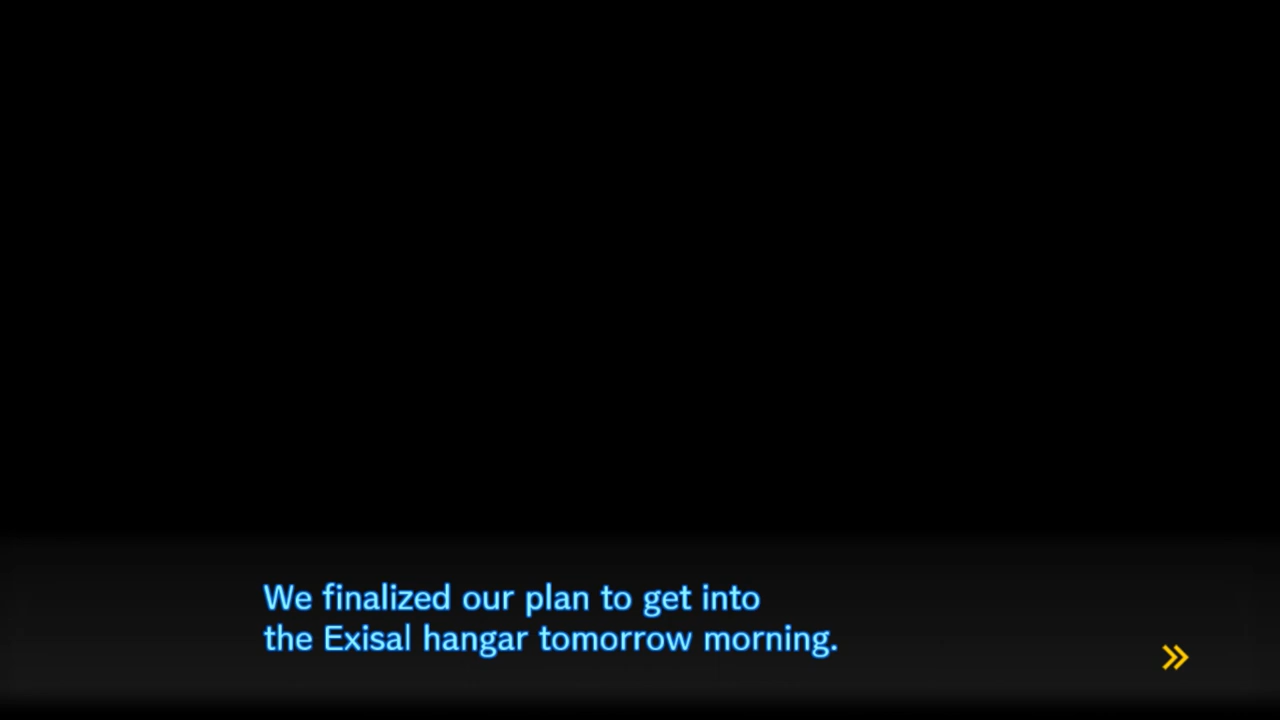 We finalized our plan to get into
the Exisal hangar tomorrow morning.